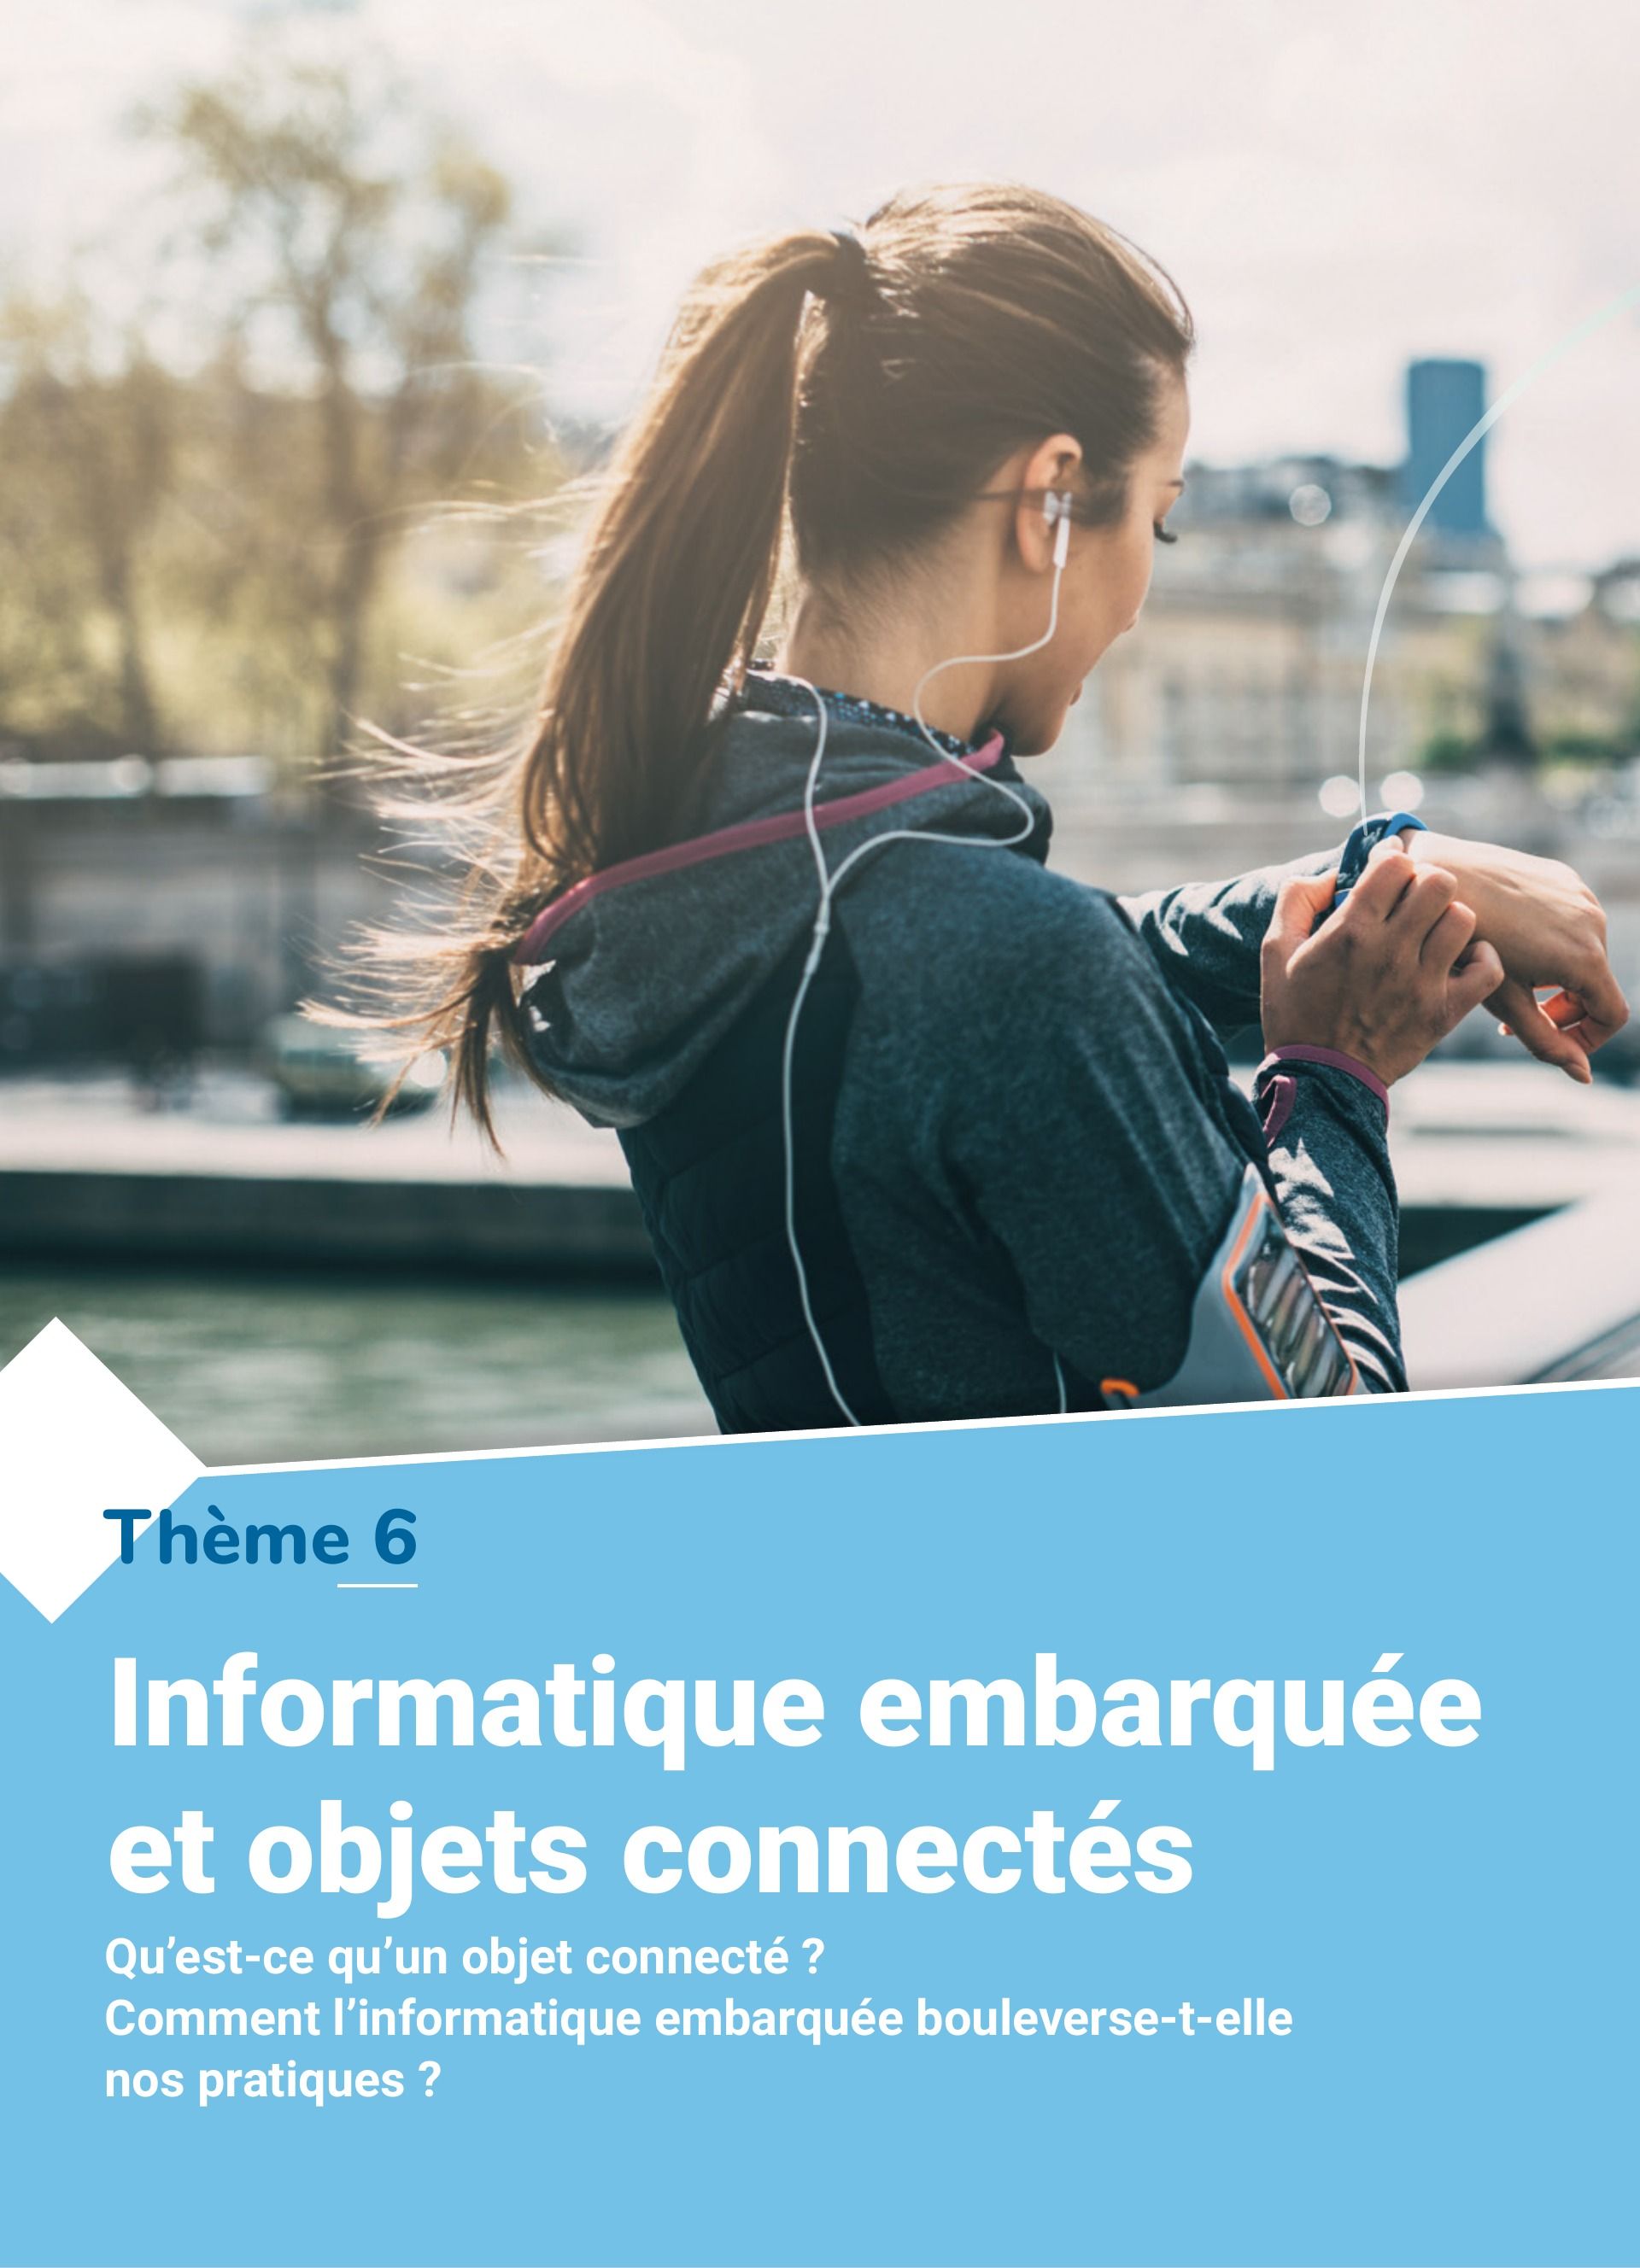 Thème 6
Informatique embarquée
et objets connectés
Qu’est-ce qu’un objet connecté ?
Comment l’informatique embarquée bouleverse-t-elle
nos pratiques ?